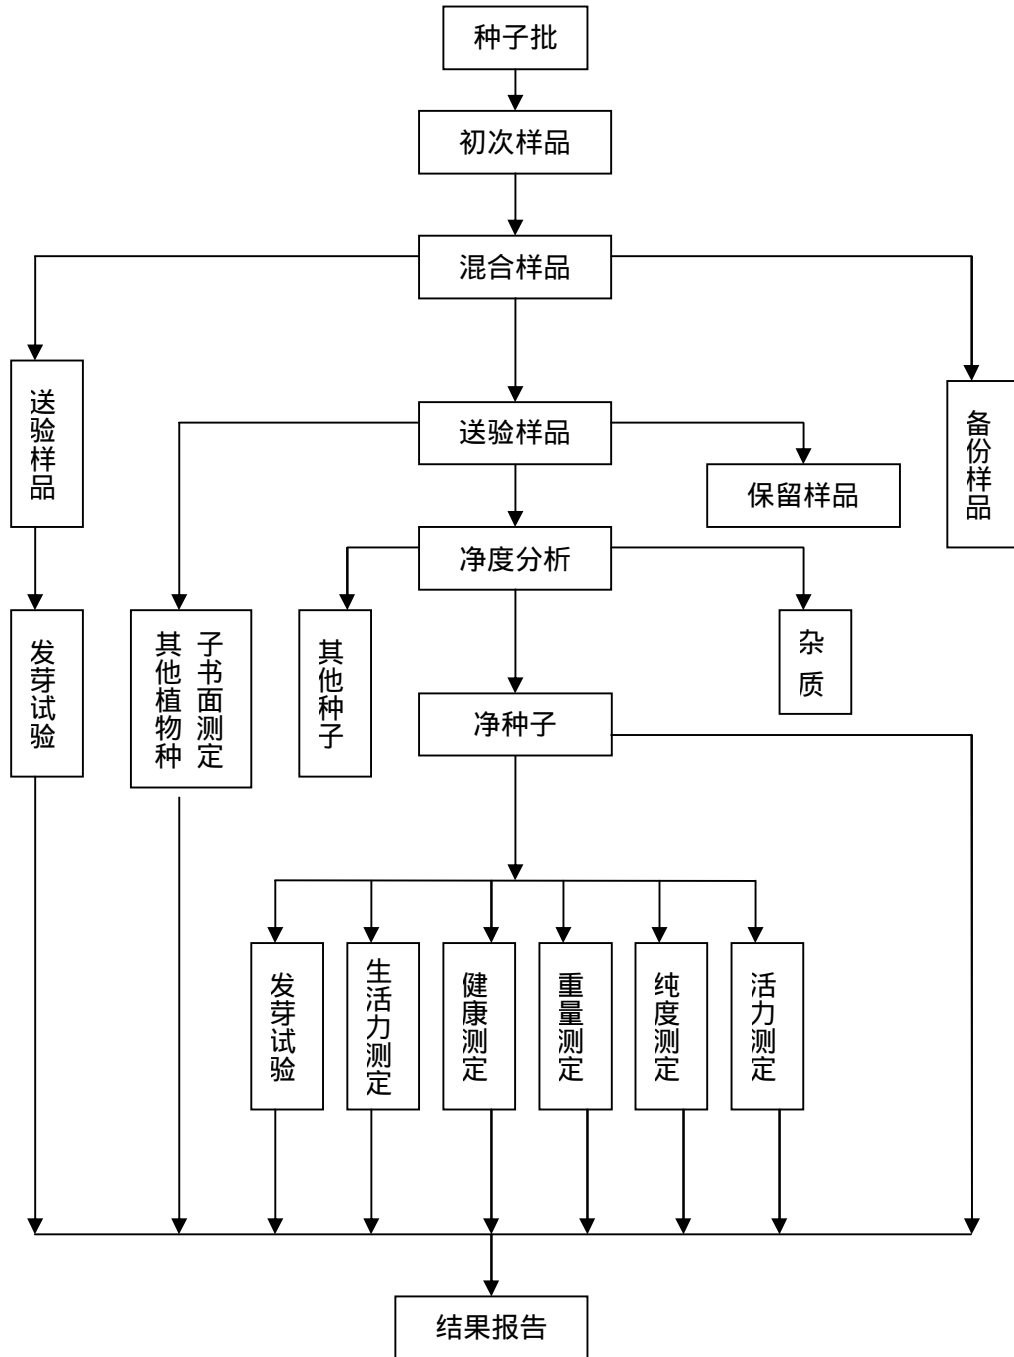 种子批
初次样品
混合样品
送验样品
送验样品
备份样品
保留样品
净度分析
发芽试验
其他植物种
子书面测定
其他种子
杂质
净种子
发芽试验
生活力测定
健康测定
重量测定
纯度测定
活力测定
结果报告